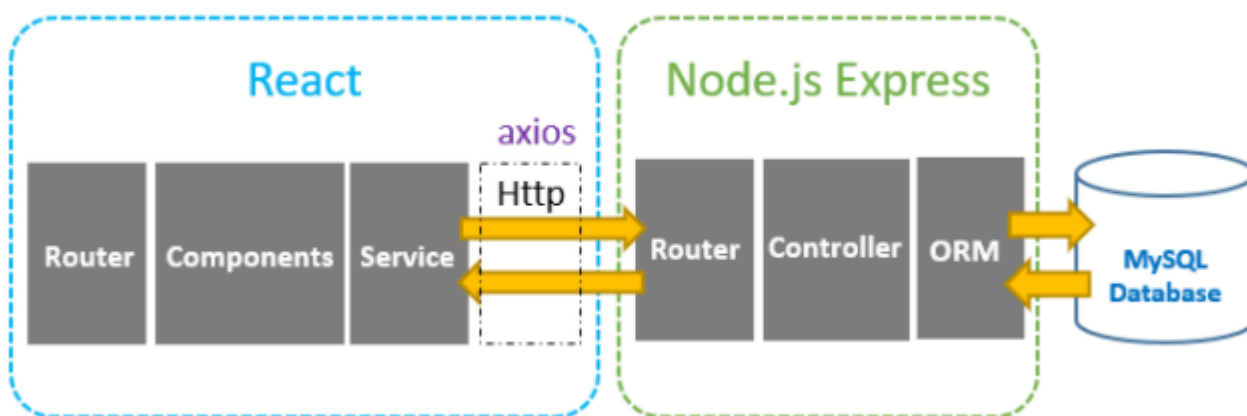 React
Node.js Express
axios
Http
Router
Components
Service
Router
Controller
ORM
MySQL
Database